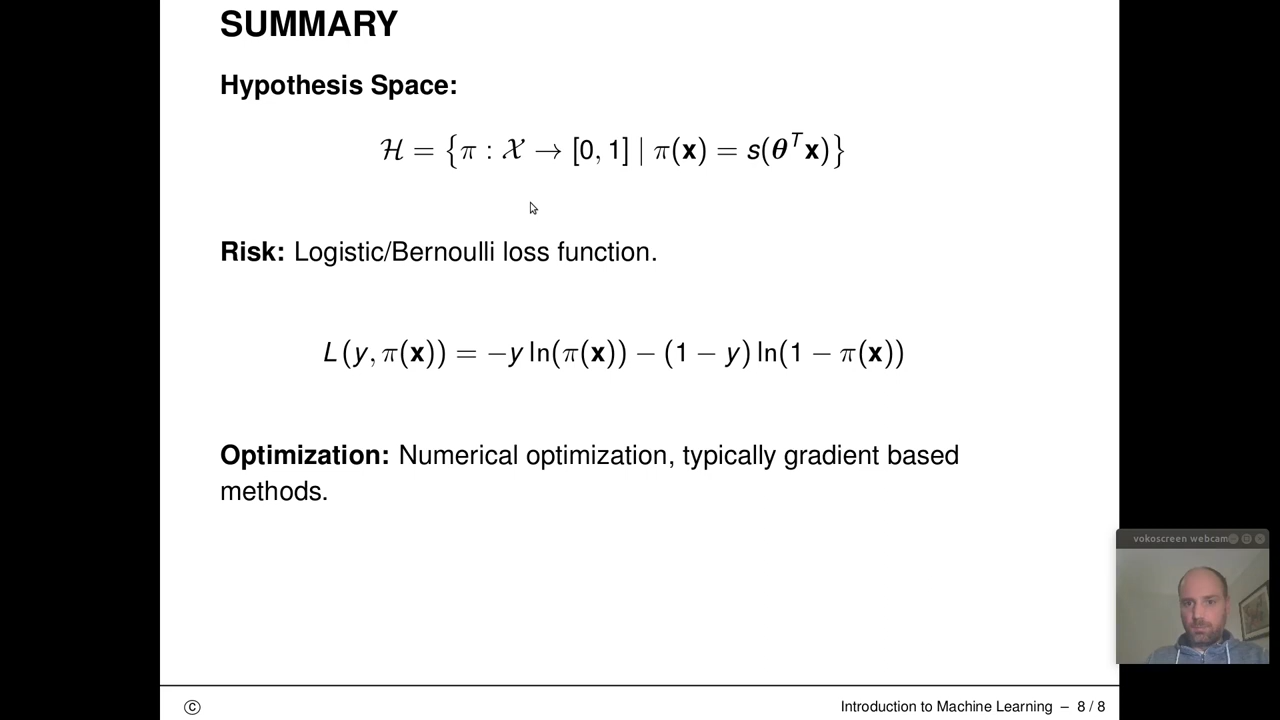 SUMMARY
Hypothesis Space:
ℋ = {π : 𝒳 → [0, 1] | π(𝐱) = s(𝜽ᵀ𝐱)}
Risk: Logistic/Bernoulli loss function.
L(y, π(𝐱)) = −y ln(π(𝐱)) − (1 − y) ln(1 − π(𝐱))
Optimization: Numerical optimization, typically gradient based
methods.
vokoscreen webcam
© Introduction to Machine Learning – 8 / 8